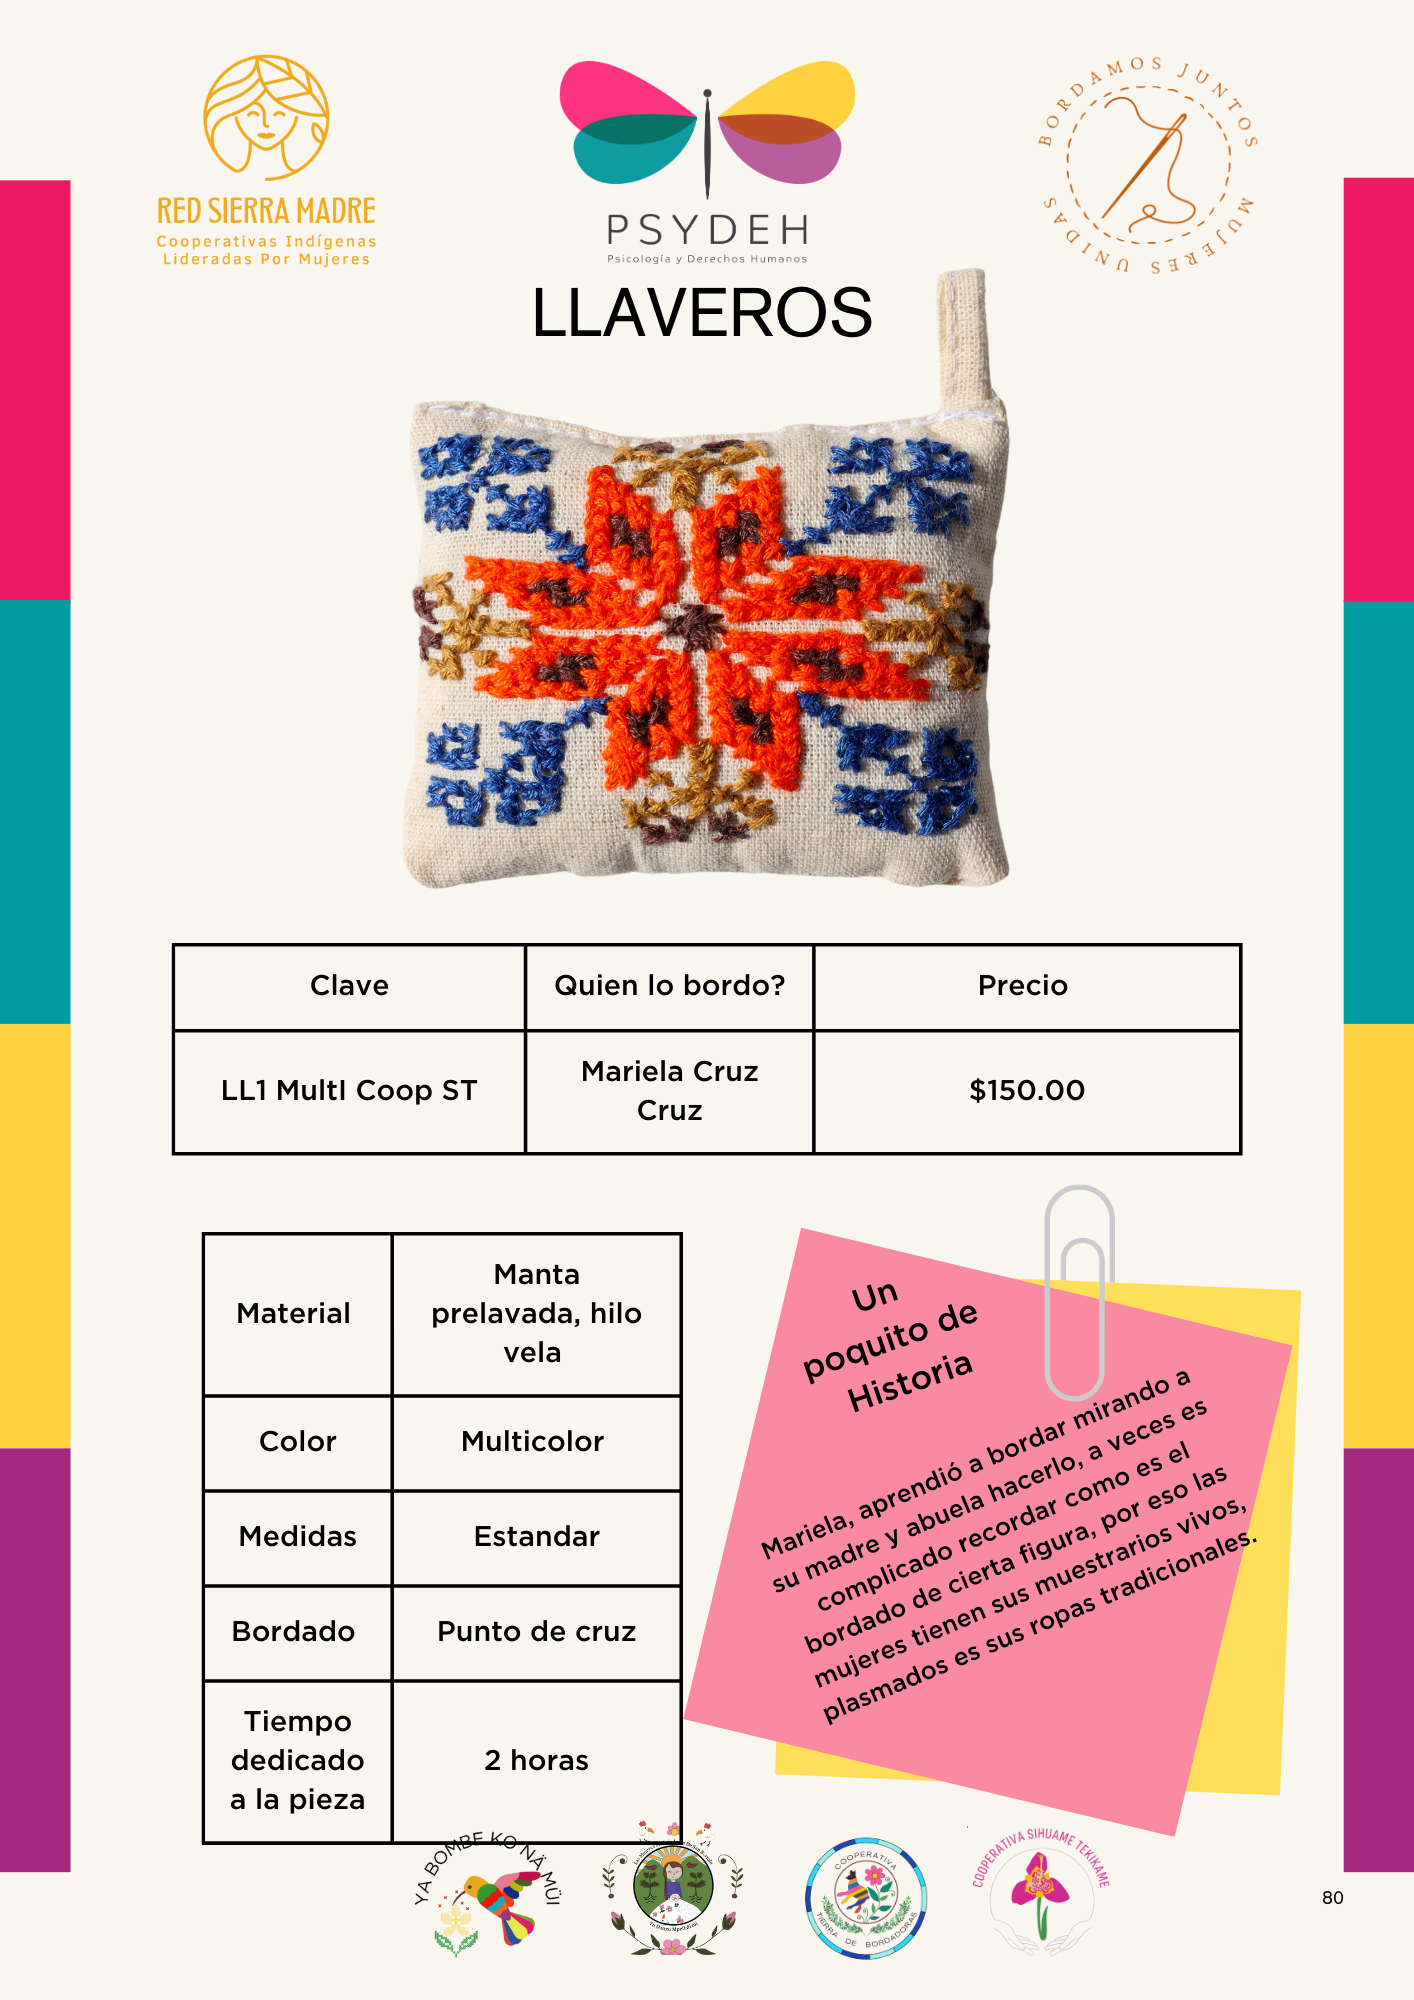 RED SIERRA MADRE
Cooperativas Indígenas
Lideradas Por Mujeres
PSYDEH
Psicología y Derechos Humanos
BORDAMOS JUNTOS
MUJERES UNIDAS
LLAVEROS
Clave
Quien lo bordo?
Precio
LL1 MultI Coop ST
Mariela Cruz
Cruz
$150.00
Material
Manta
prelavada, hilo
vela
Color
Multicolor
Medidas
Estandar
Bordado
Punto de cruz
Tiempo
dedicado
a la pieza
2 horas
Un
poquito de
Historia
Mariela, aprendió a bordar mirando a
su madre y abuela hacerlo, a veces es
complicado recordar como es el
bordado de cierta figura, por eso las
mujeres tienen sus muestrarios vivos,
plasmados es sus ropas tradicionales.
YA BOMBE KO NÄ MÜI
COOPERATIVA
TIERRA DE BORDADORAS
COOPERATIVA SIHUAME TEKIKAME
80